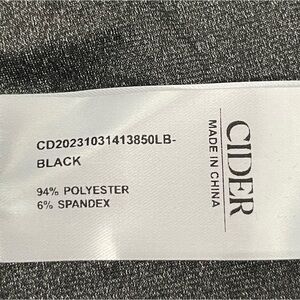 CD20231031413850LB-
BLACK
94% POLYESTER
6% SPANDEX
CIDER
MADE IN CHINA